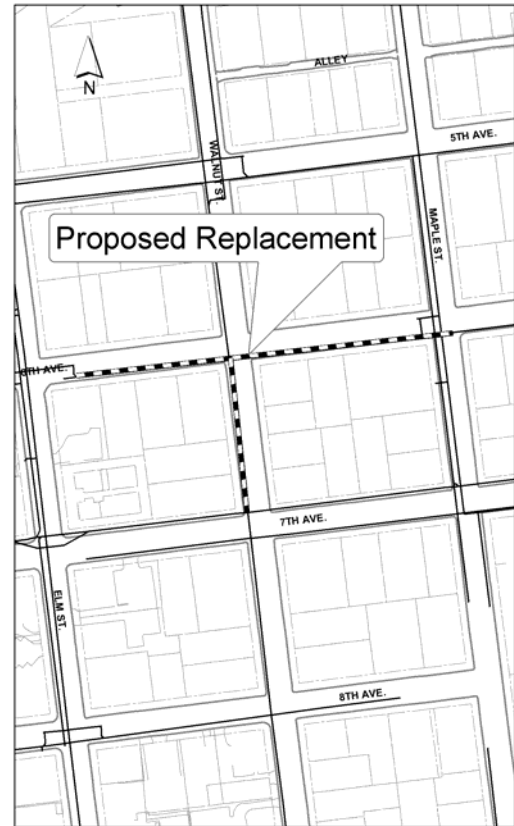 ALLEY
N
5TH AVE.
WALNUT ST.
MAPLE ST.
Proposed Replacement
6TH AVE.
7TH AVE.
ELM ST.
8TH AVE.